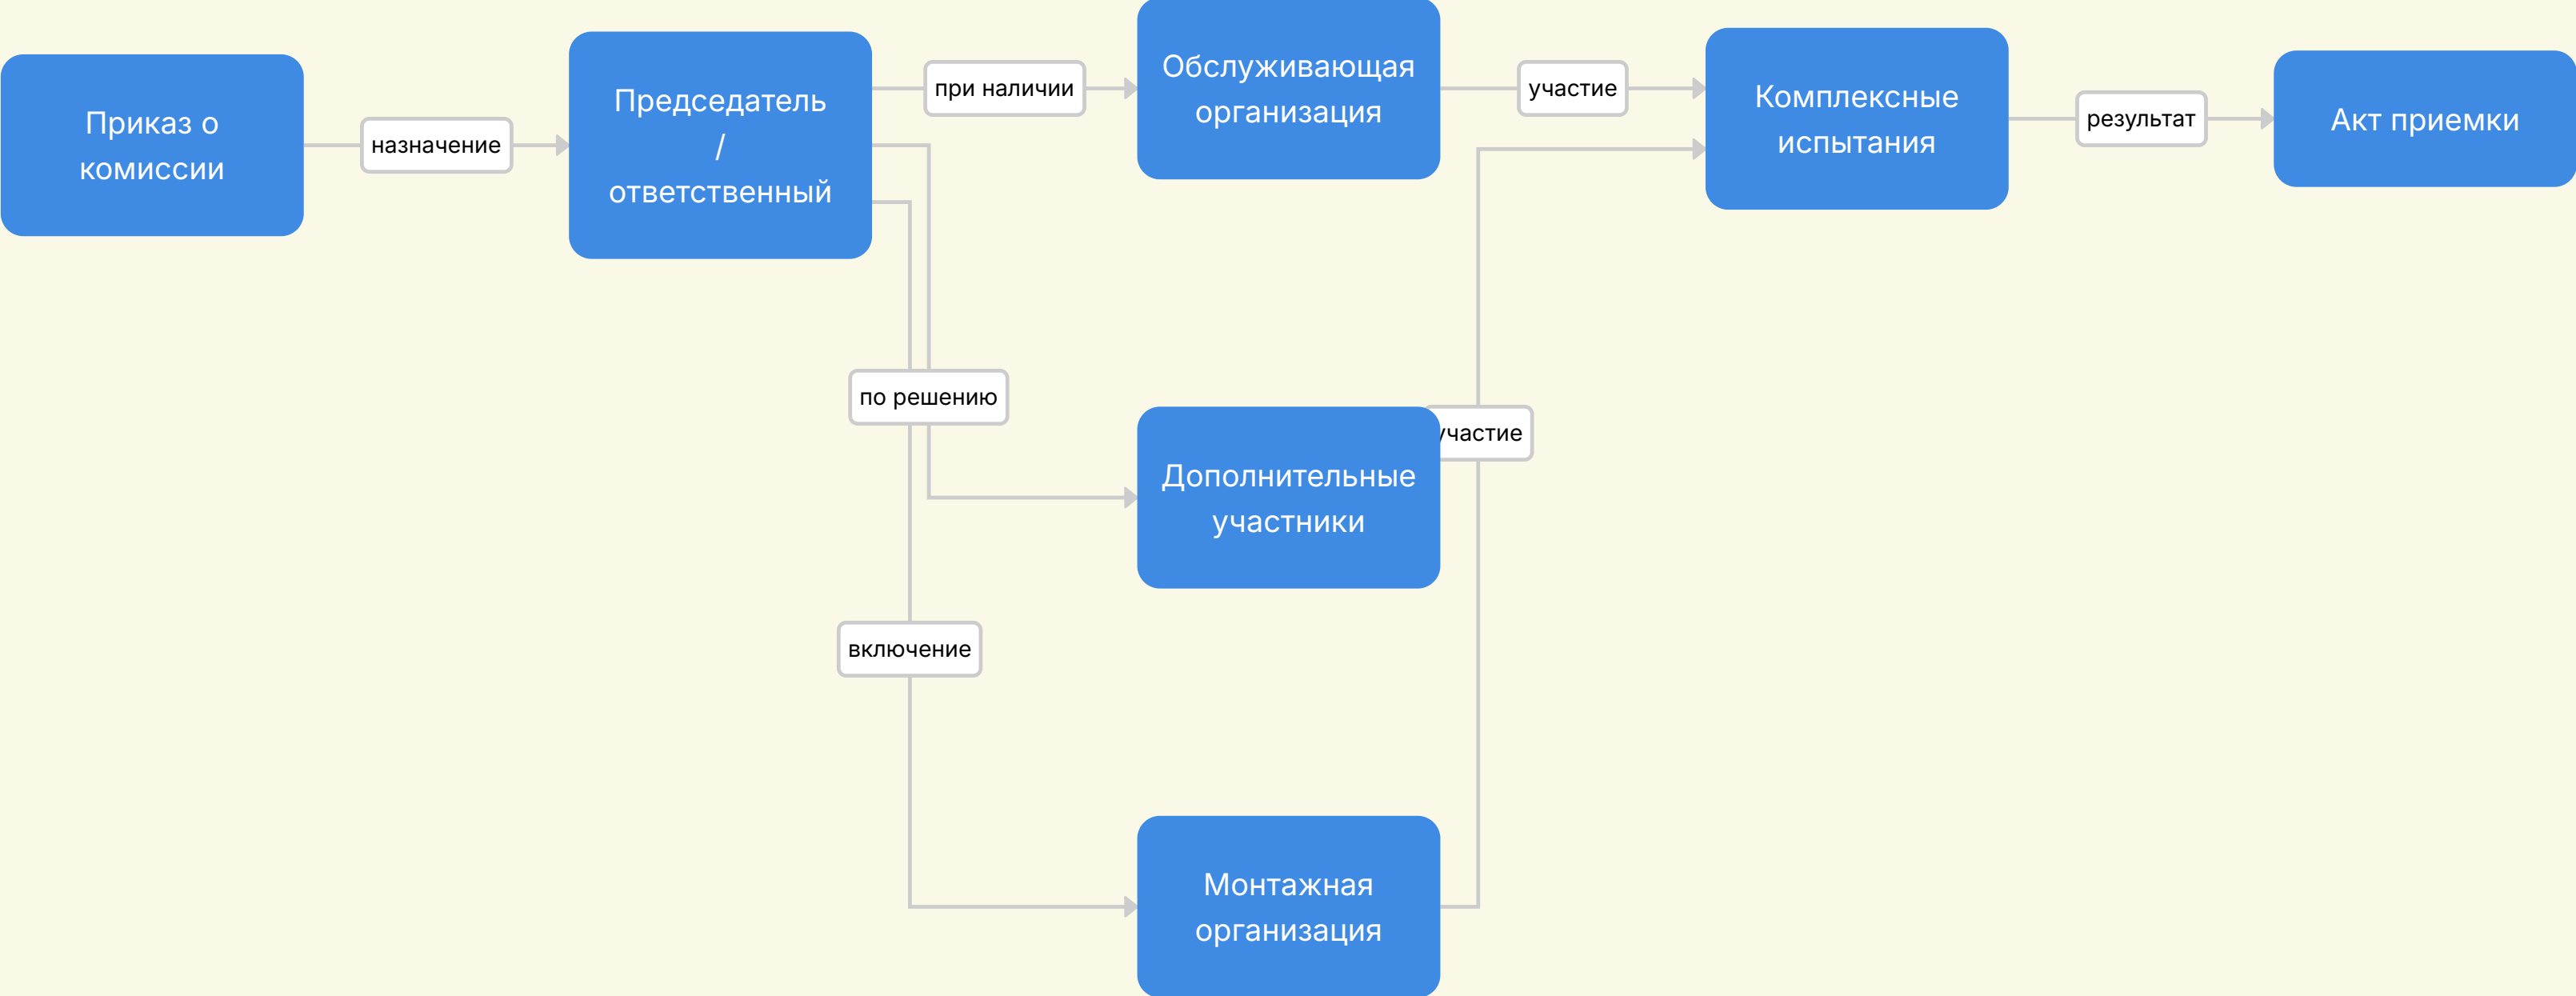 Приказ о
комиссии
назначение
Председатель
/
ответственный
при наличии
Обслуживающая
организация
участие
Комплексные
испытания
результат
Акт приемки
по решению
Дополнительные
участники
участие
включение
Монтажная
организация